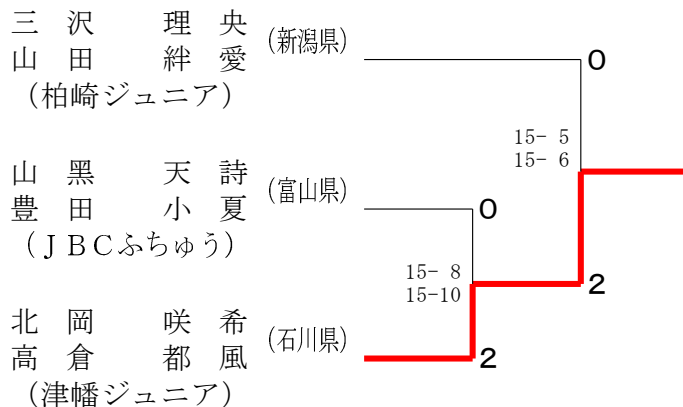 三沢 理央
山田 絆愛
(新潟県)
(柏崎ジュニア)
0
15- 5
15- 6
山黒 天詩
豊田 小夏
(富山県)
(ＪＢＣふちゅう)
0
15- 8
15-10
2
北岡 咲希
高倉 都風
(石川県)
(津幡ジュニア)
2